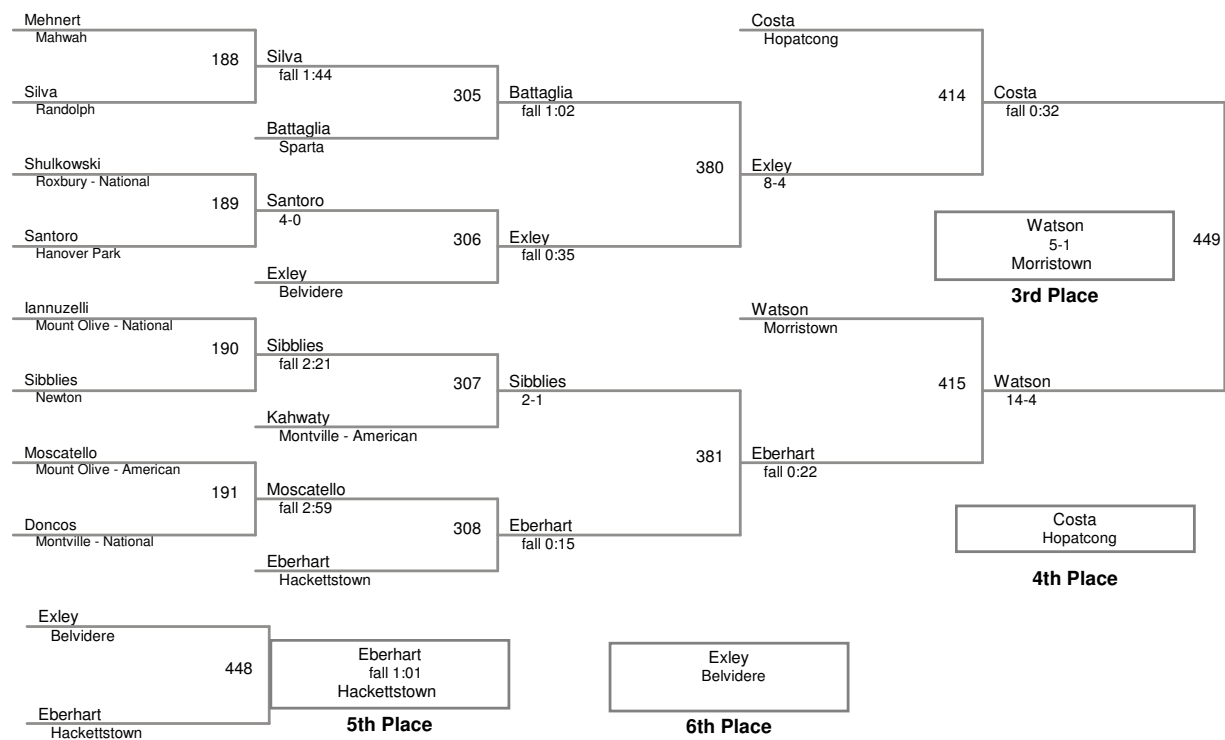 Mehnert
Mahwah
188
Silva
fall 1:44
Silva
Randolph
305
Battaglia
fall 1:02
Battaglia
Sparta
Shulkowski
Roxbury - National
189
Santoro
4-0
Santoro
Hanover Park
306
Exley
fall 0:35
Exley
Belvidere
380
Exley
8-4
Iannuzelli
Mount Olive - National
190
Sibblies
fall 2:21
Sibblies
Newton
307
Sibblies
2-1
Kahwaty
Montville - American
Moscatello
Mount Olive - American
191
Moscatello
fall 2:59
Doncos
Montville - National
308
Eberhart
fall 0:15
Eberhart
Hackettstown
381
Eberhart
fall 0:22
Costa
Hopatcong
414
Costa
fall 0:32
Watson
5-1
Morristown
3rd Place
449
Watson
Morristown
415
Watson
14-4
Costa
Hopatcong
4th Place
Exley
Belvidere
448
Eberhart
Hackettstown
Eberhart
fall 1:01
Hackettstown
5th Place
Exley
Belvidere
6th Place